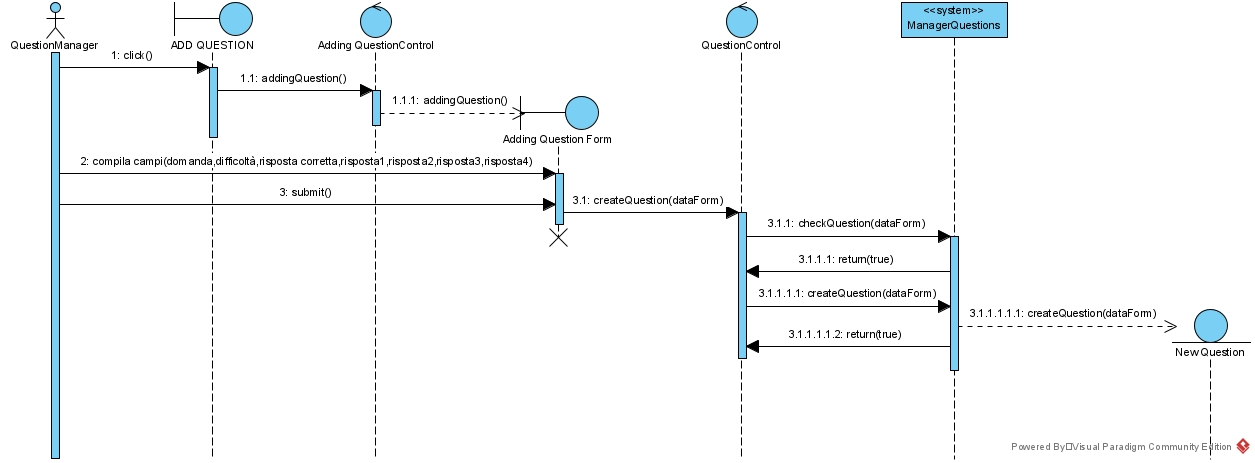 <<system>>
ManagerQuestions
QuestionManager
ADD QUESTION
Adding QuestionControl
QuestionControl
1: click()
1.1: addingQuestion()
1.1.1: addingQuestion()
Adding Question Form
2: compila campi(domanda,difficoltà,risposta corretta,risposta1,risposta2,risposta3,risposta4)
3: submit()
3.1: createQuestion(dataForm)
3.1.1: checkQuestion(dataForm)
3.1.1.1: return(true)
3.1.1.1.1: createQuestion(dataForm)
3.1.1.1.1.1: createQuestion(dataForm)
3.1.1.1.1.2: return(true)
New Question
Powered By Visual Paradigm Community Edition